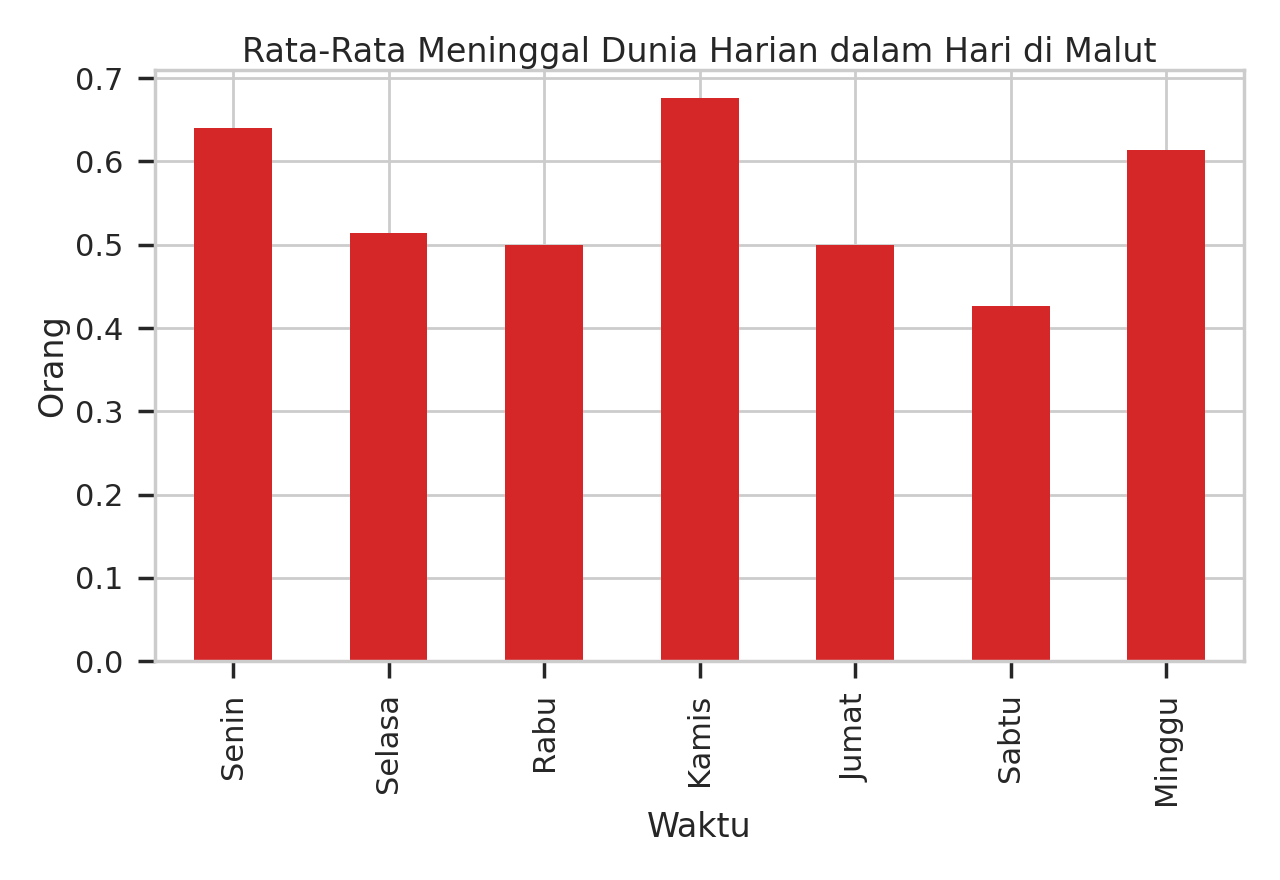 Rata-Rata Meninggal Dunia Harian dalam Hari di Malut
0.7
0.6
0.5
0.4
0.3
0.2
0.1
0.0
Orang
Senin
Selasa
Rabu
Kamis
Jumat
Sabtu
Minggu
Waktu